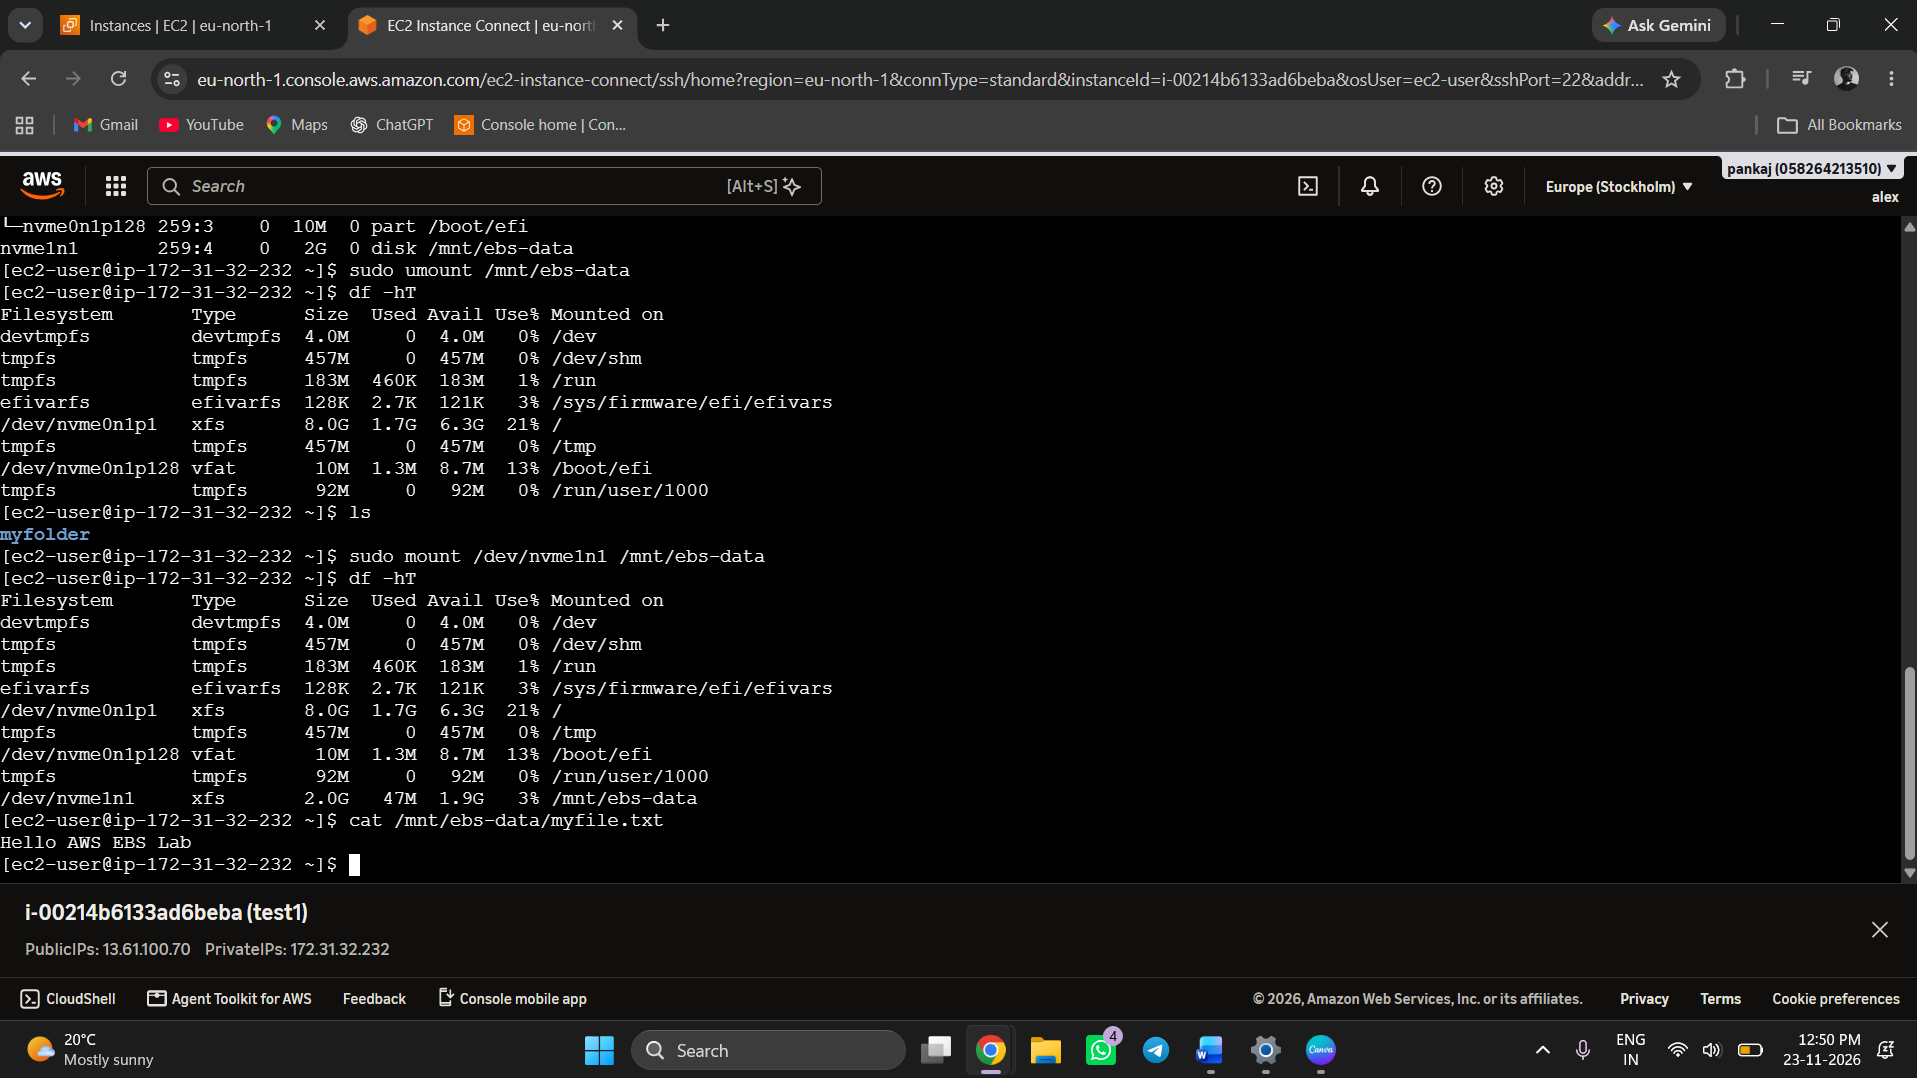 Instances | EC2 | eu-north-1
EC2 Instance Connect | eu-nort
Ask Gemini
eu-north-1.console.aws.amazon.com/ec2-instance-connect/ssh/home?region=eu-north-1&connType=standard&instanceId=i-00214b6133ad6beba&osUser=ec2-user&sshPort=22&addr...
Gmail
YouTube
Maps
ChatGPT
Console home | Con...
All Bookmarks
aws
Search
[Alt+S]
Europe (Stockholm) ▼
pankaj (058264213510) ▼
alex
└─nvme0n1p128 259:3    0  10M  0 part /boot/efi
nvme1n1       259:4    0   2G  0 disk /mnt/ebs-data
[ec2-user@ip-172-31-32-232 ~]$ sudo umount /mnt/ebs-data
[ec2-user@ip-172-31-32-232 ~]$ df -hT
Filesystem       Type      Size  Used Avail Use% Mounted on
devtmpfs         devtmpfs  4.0M     0  4.0M   0% /dev
tmpfs            tmpfs     457M     0  457M   0% /dev/shm
tmpfs            tmpfs     183M  460K  183M   1% /run
efivarfs         efivarfs  128K  2.7K  121K   3% /sys/firmware/efi/efivars
/dev/nvme0n1p1   xfs       8.0G  1.7G  6.3G  21% /
tmpfs            tmpfs     457M     0  457M   0% /tmp
/dev/nvme0n1p128 vfat       10M  1.3M  8.7M  13% /boot/efi
tmpfs            tmpfs      92M     0   92M   0% /run/user/1000
[ec2-user@ip-172-31-32-232 ~]$ ls
myfolder
[ec2-user@ip-172-31-32-232 ~]$ sudo mount /dev/nvme1n1 /mnt/ebs-data
[ec2-user@ip-172-31-32-232 ~]$ df -hT
Filesystem       Type      Size  Used Avail Use% Mounted on
devtmpfs         devtmpfs  4.0M     0  4.0M   0% /dev
tmpfs            tmpfs     457M     0  457M   0% /dev/shm
tmpfs            tmpfs     183M  460K  183M   1% /run
efivarfs         efivarfs  128K  2.7K  121K   3% /sys/firmware/efi/efivars
/dev/nvme0n1p1   xfs       8.0G  1.7G  6.3G  21% /
tmpfs            tmpfs     457M     0  457M   0% /tmp
/dev/nvme0n1p128 vfat       10M  1.3M  8.7M  13% /boot/efi
tmpfs            tmpfs      92M     0   92M   0% /run/user/1000
/dev/nvme1n1     xfs       2.0G   47M  1.9G   3% /mnt/ebs-data
[ec2-user@ip-172-31-32-232 ~]$ cat /mnt/ebs-data/myfile.txt
Hello AWS EBS Lab
[ec2-user@ip-172-31-32-232 ~]$
i-00214b6133ad6beba (test1)
PublicIPs: 13.61.100.70   PrivateIPs: 172.31.32.232
CloudShell
Agent Toolkit for AWS
Feedback
Console mobile app
© 2026, Amazon Web Services, Inc. or its affiliates.
Privacy
Terms
Cookie preferences
20°C
Mostly sunny
Search
4
W
Canva
ENG
IN
12:50 PM
23-11-2026